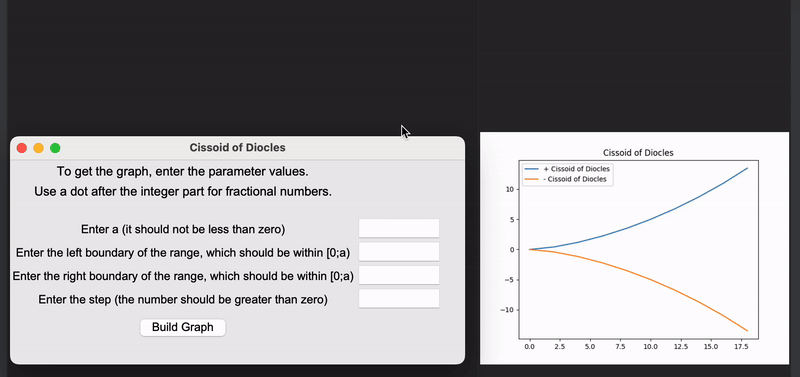 Cissoid of Diocles
To get the graph, enter the parameter values.
Use a dot after the integer part for fractional numbers.
Enter a (it should not be less than zero)
Enter the left boundary of the range, which should be within [0;a)
Enter the right boundary of the range, which should be within [0;a)
Enter the step (the number should be greater than zero)
Build Graph
Cissoid of Diocles
+ Cissoid of Diocles
- Cissoid of Diocles
10
5
0
−5
−10
0.0 2.5 5.0 7.5 10.0 12.5 15.0 17.5